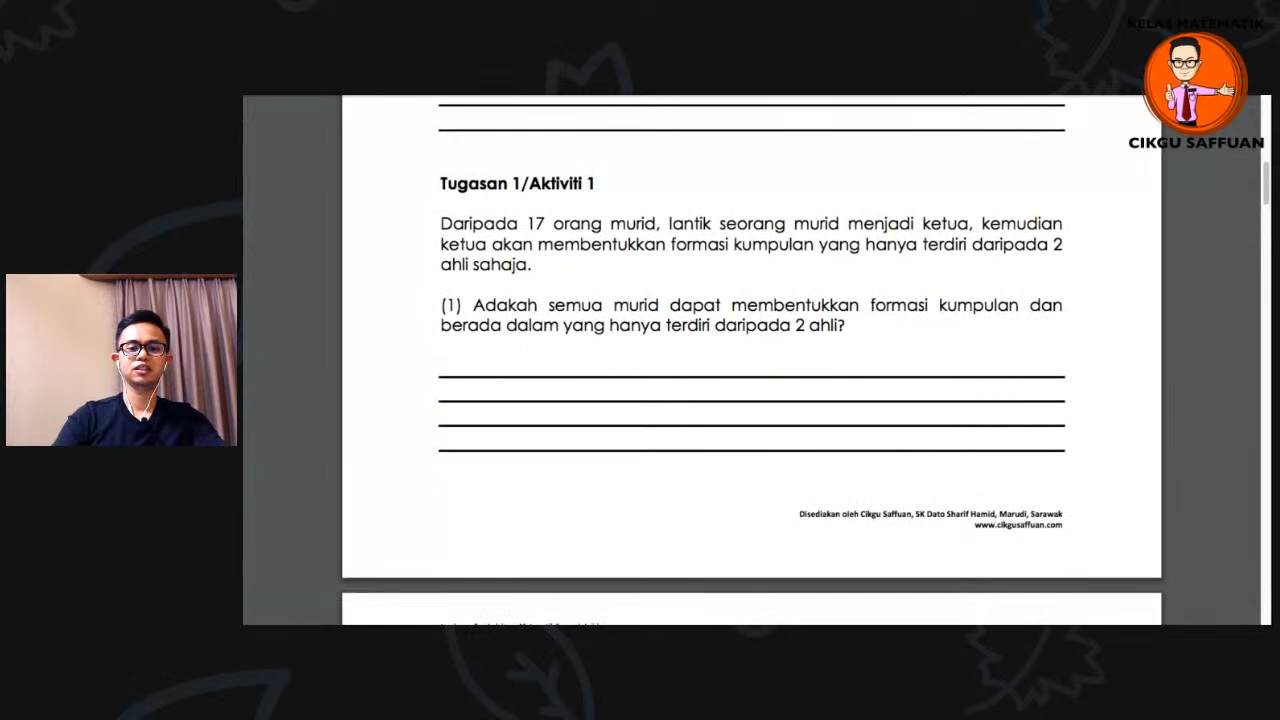 KELAS MATEMATIK
CIKGU SAFFUAN
Tugasan 1/Aktiviti 1
Daripada 17 orang murid, lantik seorang murid menjadi ketua, kemudian
ketua akan membentukkan formasi kumpulan yang hanya terdiri daripada 2
ahli sahaja.
(1) Adakah semua murid dapat membentukkan formasi kumpulan dan
berada dalam yang hanya terdiri daripada 2 ahli?
Disediakan oleh Cikgu Saffuan, SK Dato Sharif Hamid, Marudi, Sarawak
www.cikgusaffuan.com